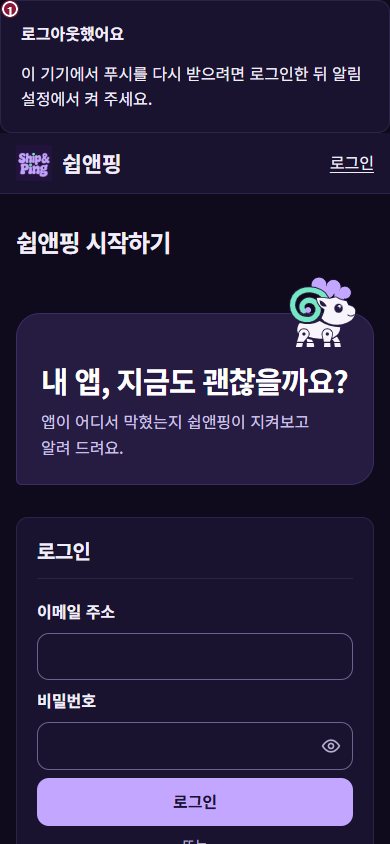 1
로그아웃했어요
이 기기에서 푸시를 다시 받으려면 로그인한 뒤 알림
설정에서 켜 주세요.
Ship&
Ping
쉽앤핑
로그인
쉽앤핑 시작하기
내 앱, 지금도 괜찮을까요?
앱이 어디서 막혔는지 쉽앤핑이 지켜보고
알려 드려요.
로그인
이메일 주소
비밀번호
로그인